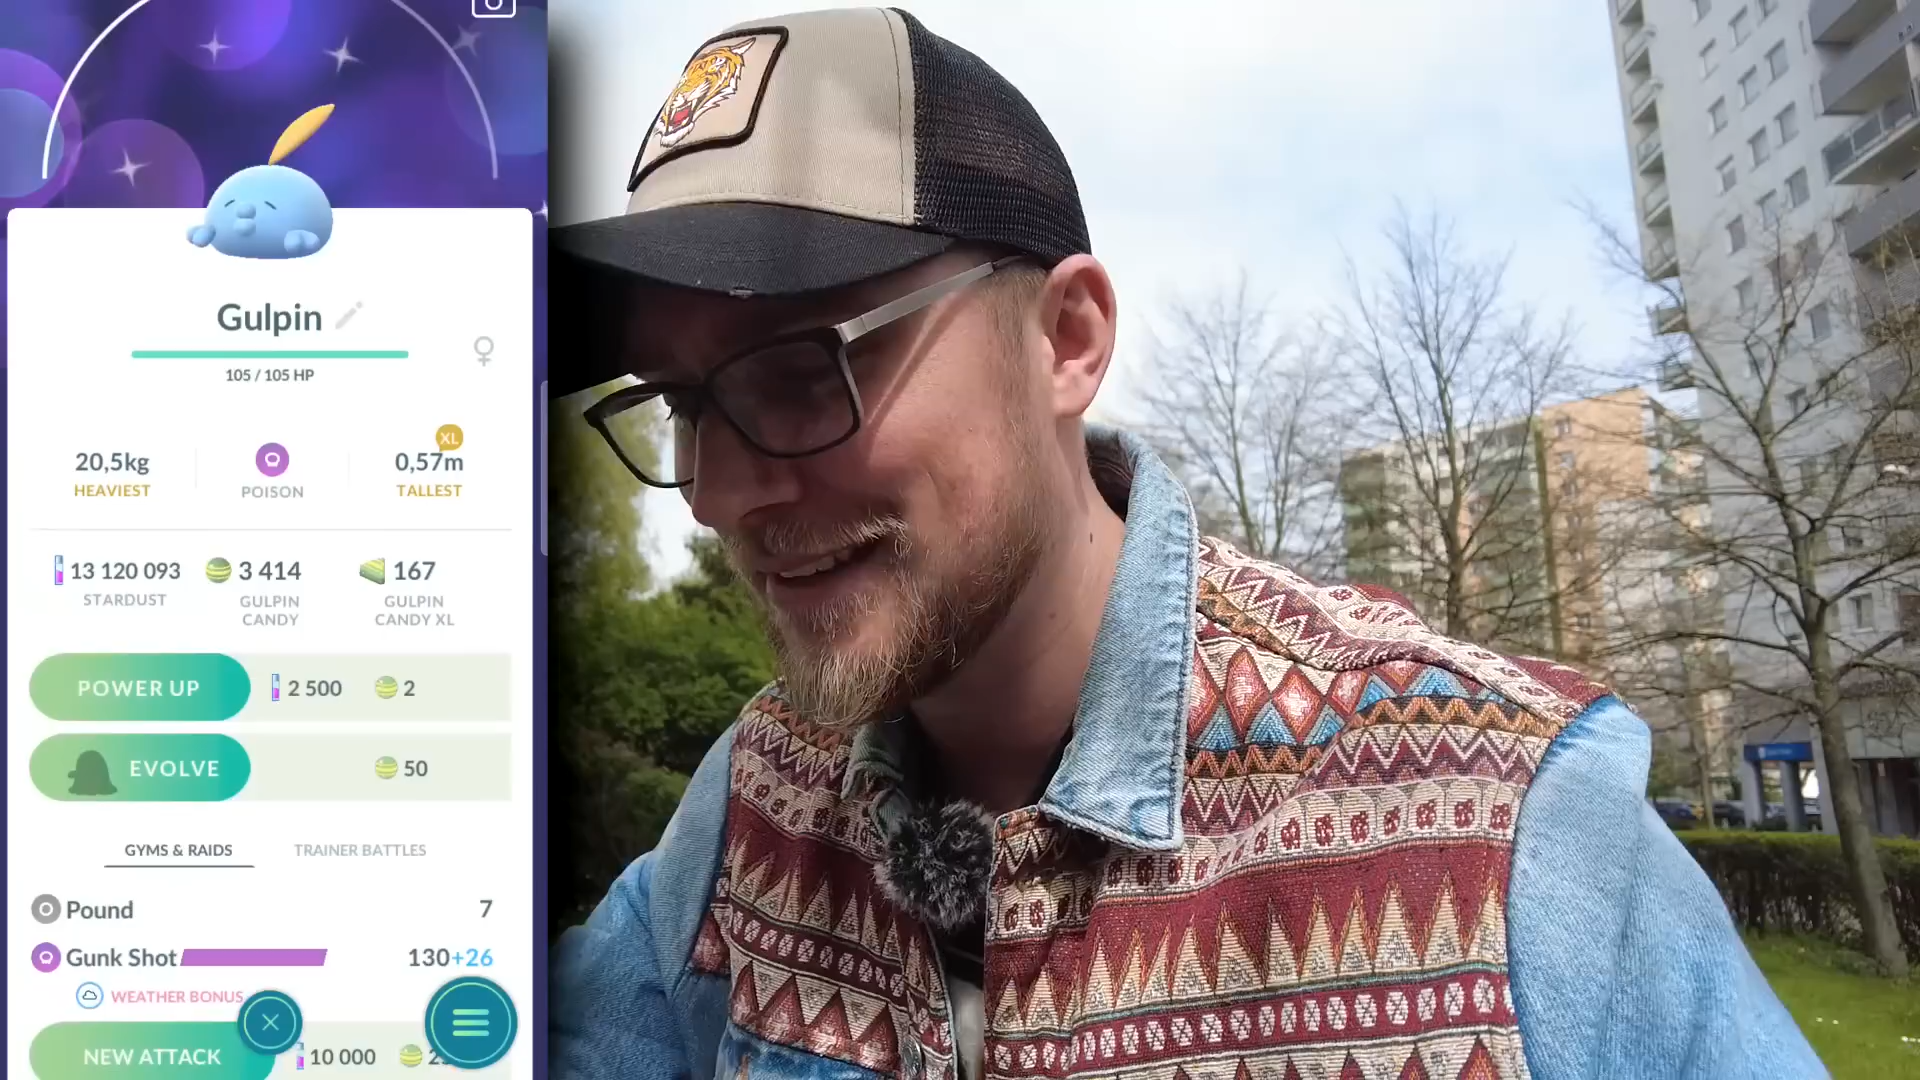 Gulpin
105 / 105 HP
XL
20,5kg
HEAVIEST
POISON
0,57m
TALLEST
13 120 093
STARDUST
3 414
GULPIN
CANDY
167
GULPIN
CANDY XL
POWER UP 2 500 2
EVOLVE 50
GYMS & RAIDS TRAINER BATTLES
Pound 7
Gunk Shot 130+26
WEATHER BONUS
NEW ATTACK 10 000